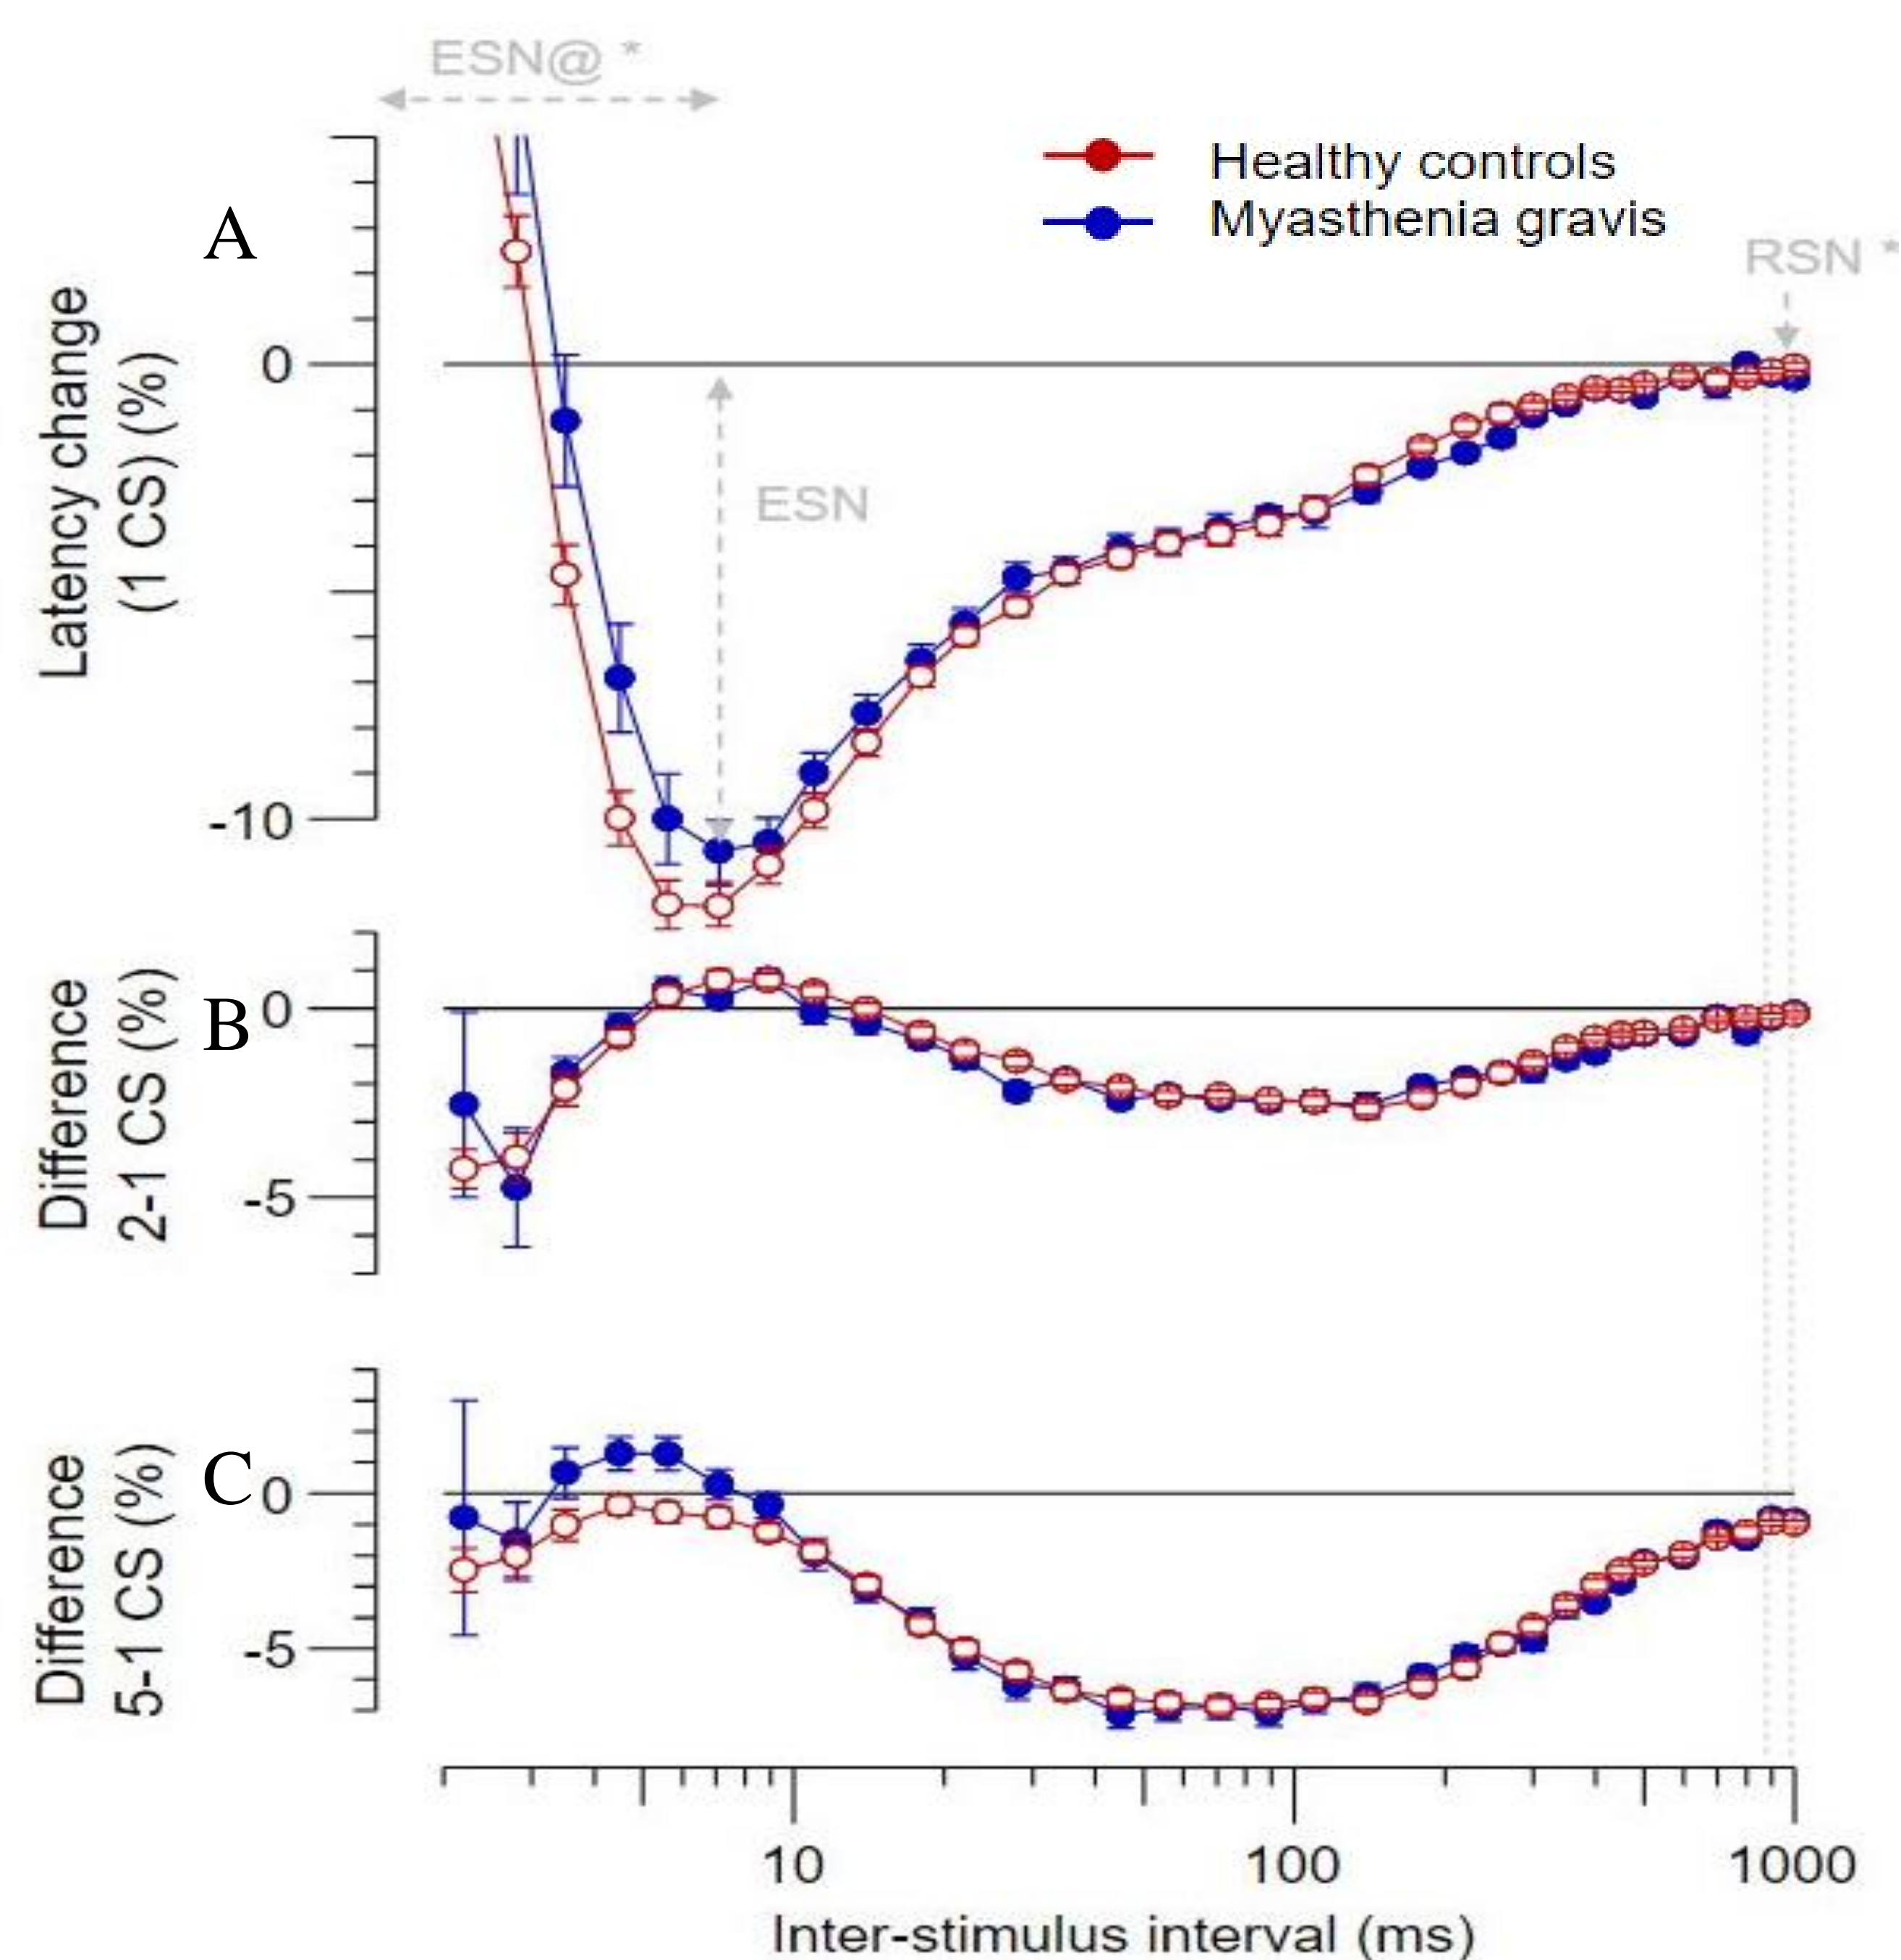 ESN@ *
Healthy controls
Myasthenia gravis
A
RSN *
Latency change
(1 CS) (%)
0
ESN
-10
Difference
2-1 CS (%)
B
0
-5
Difference
5-1 CS (%)
C
0
-5
10
100
1000
Inter-stimulus interval (ms)